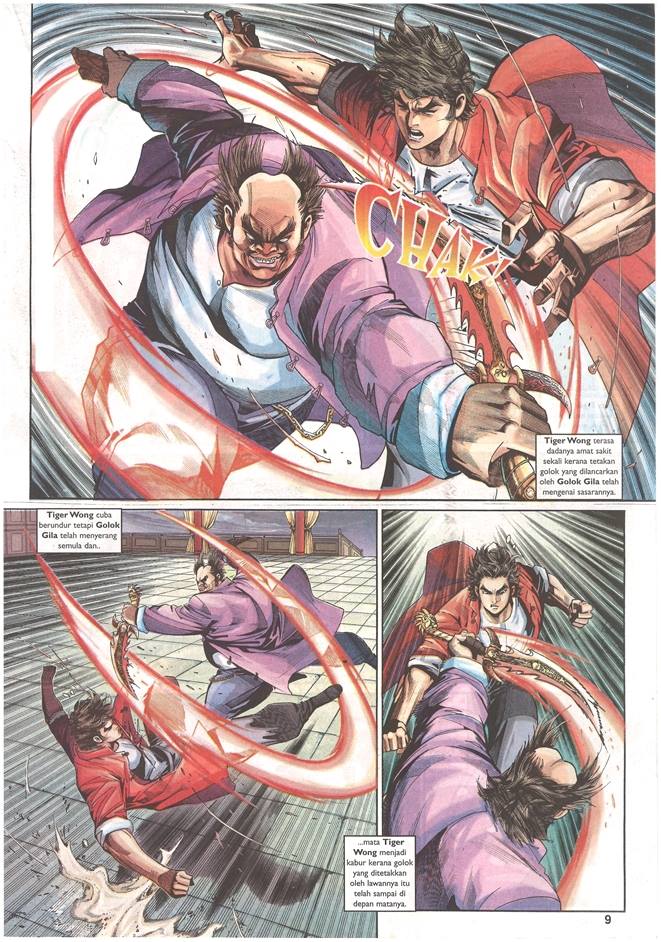 CHAK!
Tiger Wong terasa
dadanya amat sakit
sekali kerana tetakan
golok yang dilancarkan
oleh Golok Gila telah
mengenai sasarannya.
Tiger Wong cuba
berundur tetapi Golok
Gila telah menyerang
semula dan..
...mata Tiger
Wong menjadi
kabur kerana golok
yang ditetakkan
oleh lawannya itu
telah sampai di
depan matanya.
9